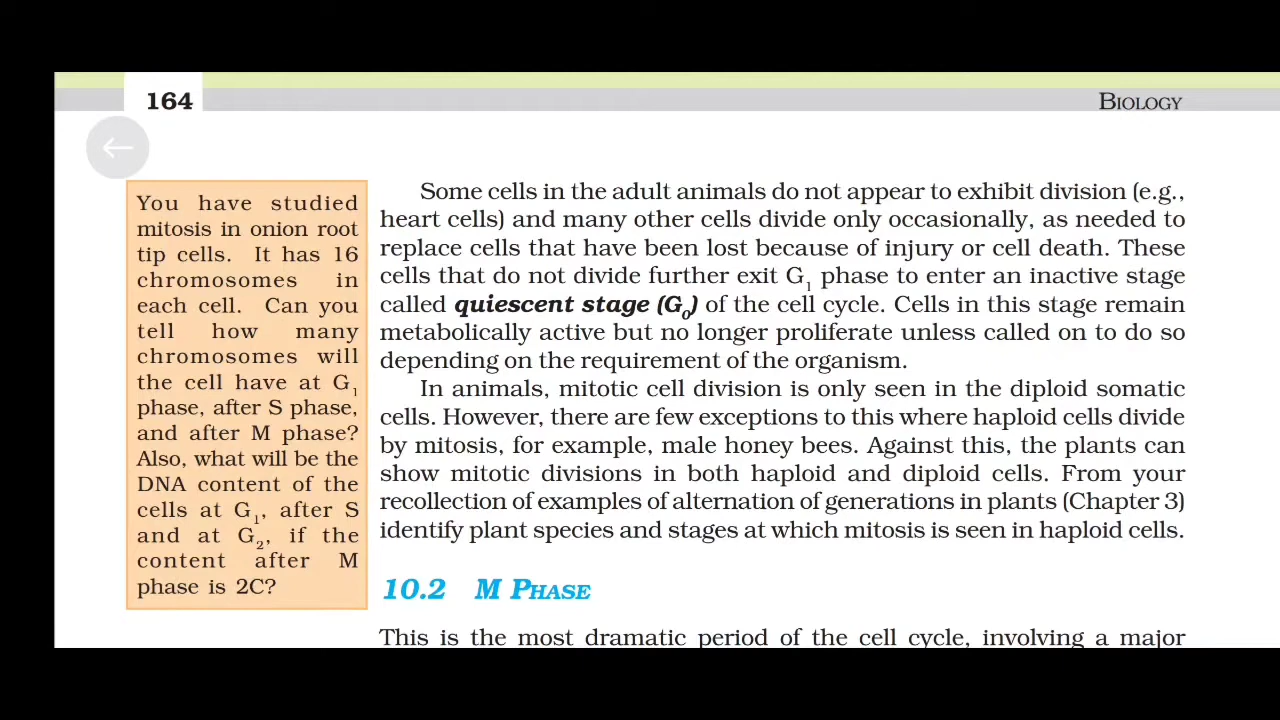 164
BIOLOGY
You have studied
mitosis in onion root
tip cells. It has 16
chromosomes in
each cell. Can you
tell how many
chromosomes will
the cell have at G₁
phase, after S phase,
and after M phase?
Also, what will be the
DNA content of the
cells at G₁, after S
and at G₂, if the
content after M
phase is 2C?
Some cells in the adult animals do not appear to exhibit division (e.g.,
heart cells) and many other cells divide only occasionally, as needed to
replace cells that have been lost because of injury or cell death. These
cells that do not divide further exit G₁ phase to enter an inactive stage
called quiescent stage (G₀) of the cell cycle. Cells in this stage remain
metabolically active but no longer proliferate unless called on to do so
depending on the requirement of the organism.
In animals, mitotic cell division is only seen in the diploid somatic
cells. However, there are few exceptions to this where haploid cells divide
by mitosis, for example, male honey bees. Against this, the plants can
show mitotic divisions in both haploid and diploid cells. From your
recollection of examples of alternation of generations in plants (Chapter 3)
identify plant species and stages at which mitosis is seen in haploid cells.
10.2 M PHASE
This is the most dramatic period of the cell cycle, involving a major